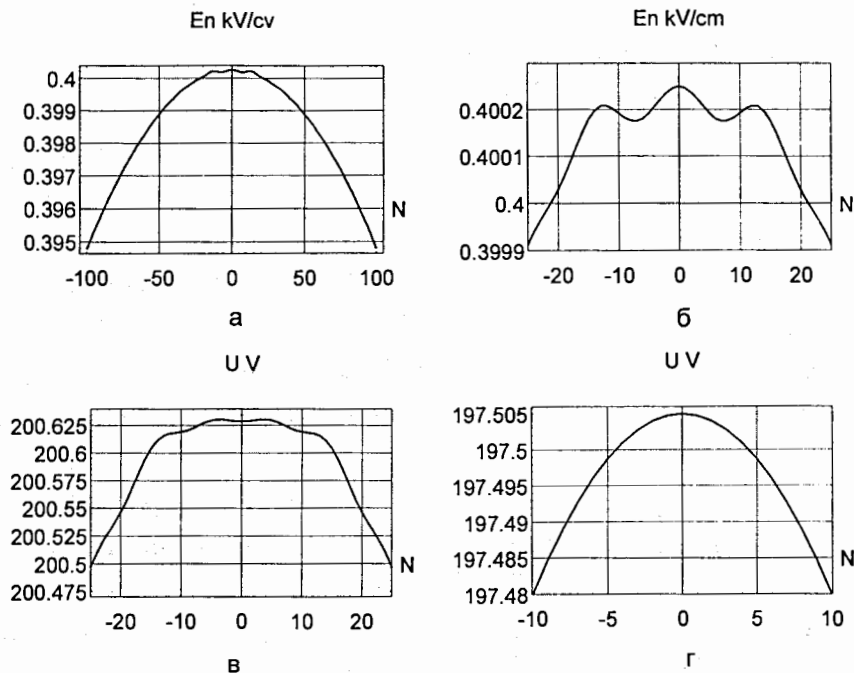 En kV/cv
0.4
0.399
0.398
0.397
0.396
0.395
N
-100 -50 0 50 100
а
En kV/cm
0.4002
0.4001
0.4
0.3999
N
-20 -10 0 10 20
б
U V
200.625
200.6
200.575
200.55
200.525
200.5
200.475
N
-20 -10 0 10 20
в
U V
197.505
197.5
197.495
197.49
197.485
197.48
N
-10 -5 0 5 10
г